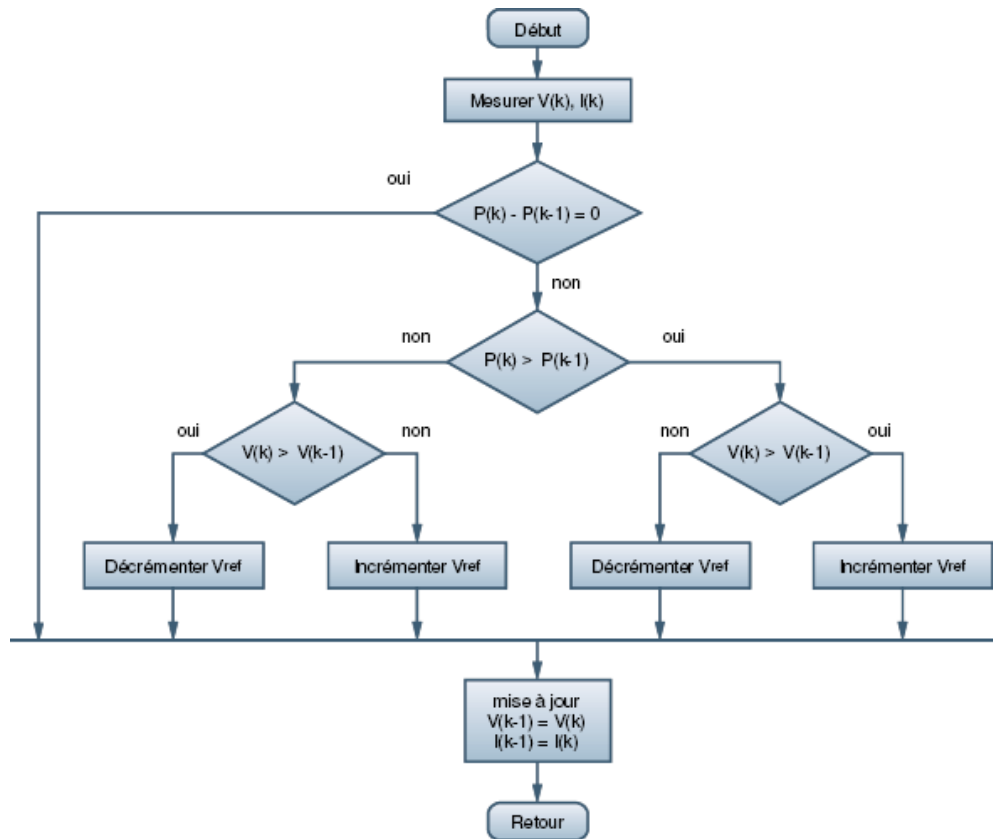 Début
Mesurer V(k), I(k)
oui
P(k) - P(k-1) = 0
non
non
P(k) > P(k-1)
oui
oui
V(k) > V(k-1)
non
non
V(k) > V(k-1)
oui
Décrémenter Vref
Incrémenter Vref
Décrémenter Vref
Incrémenter Vref
mise à jour
V(k-1) = V(k)
I(k-1) = I(k)
Retour